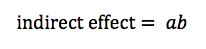 indirect effect = ab